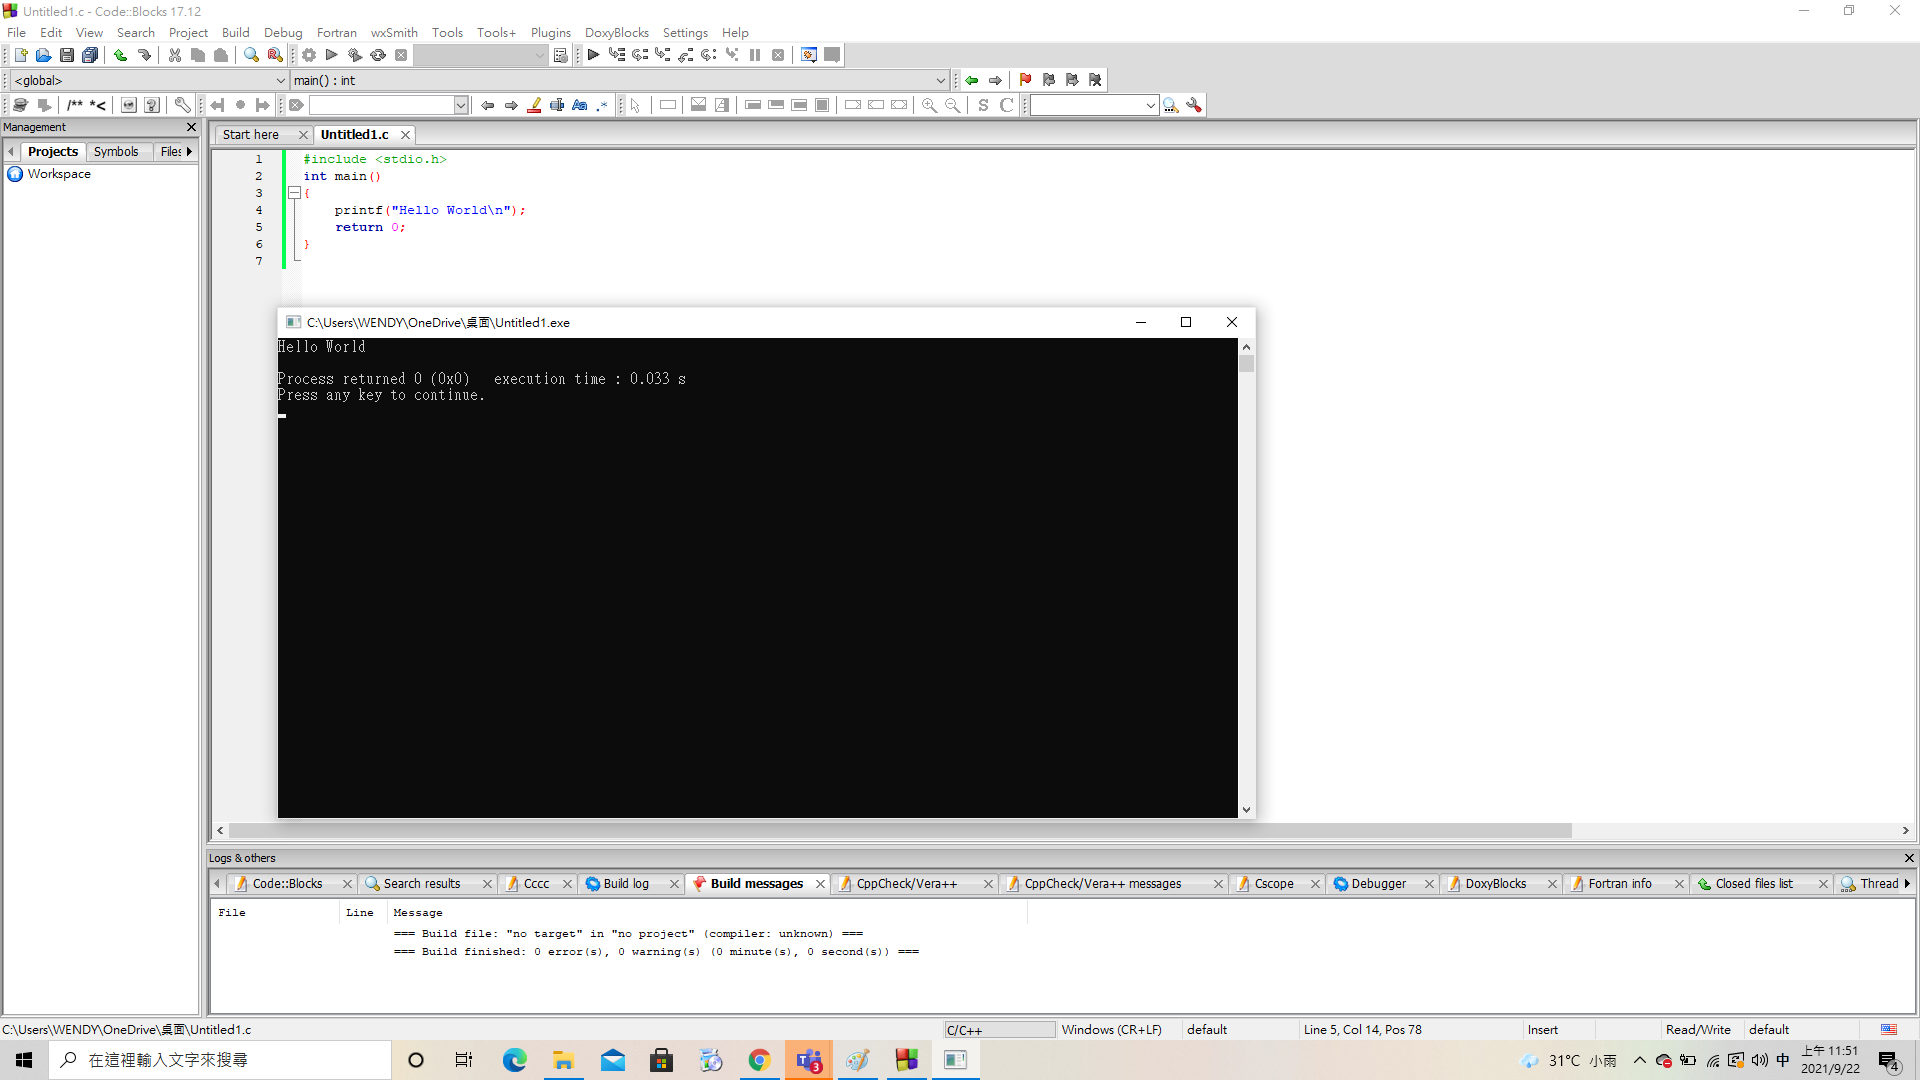 Untitled1.c - Code::Blocks 17.12
File Edit View Search Project Build Debug Fortran wxSmith Tools Tools+ Plugins DoxyBlocks Settings Help
<global> main() : int
/** *< Aa .* S C
Management
Start here Untitled1.c
Projects Symbols Files
Workspace
1 #include <stdio.h>
2 int main()
3 {
4 printf("Hello World\n");
5 return 0;
6 }
7
C:\Users\WENDY\OneDrive\桌面\Untitled1.exe
Hello World
Process returned 0 (0x0) execution time : 0.033 s
Press any key to continue.
Logs & others
Code::Blocks Search results Cccc Build log Build messages CppCheck/Vera++ CppCheck/Vera++ messages Cscope Debugger DoxyBlocks Fortran info Closed files list Thread
File Line Message
=== Build file: "no target" in "no project" (compiler: unknown) ===
=== Build finished: 0 error(s), 0 warning(s) (0 minute(s), 0 second(s)) ===
C:\Users\WENDY\OneDrive\桌面\Untitled1.c C/C++ Windows (CR+LF) default Line 5, Col 14, Pos 78 Insert Read/Write default
在這裡輸入文字來搜尋 3 31°C 小雨 中 上午 11:51
2021/9/22 4